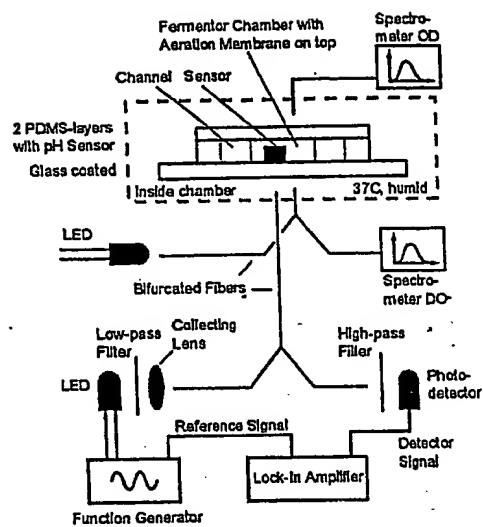 Fermentor Chamber with
Aeration Membrane on top
Spectro-
meter OD
Channel Sensor
2 PDMS-layers
with pH Sensor
Glass coated
Inside chamber
37C, humid
LED
Bifurcated Fibers
Spectro-
meter DO
Low-pass
Filter
Collecting
Lens
High-pass
Filter
LED
Photo-
detector
Reference Signal
Detector
Signal
Lock-In Amplifier
Function Generator